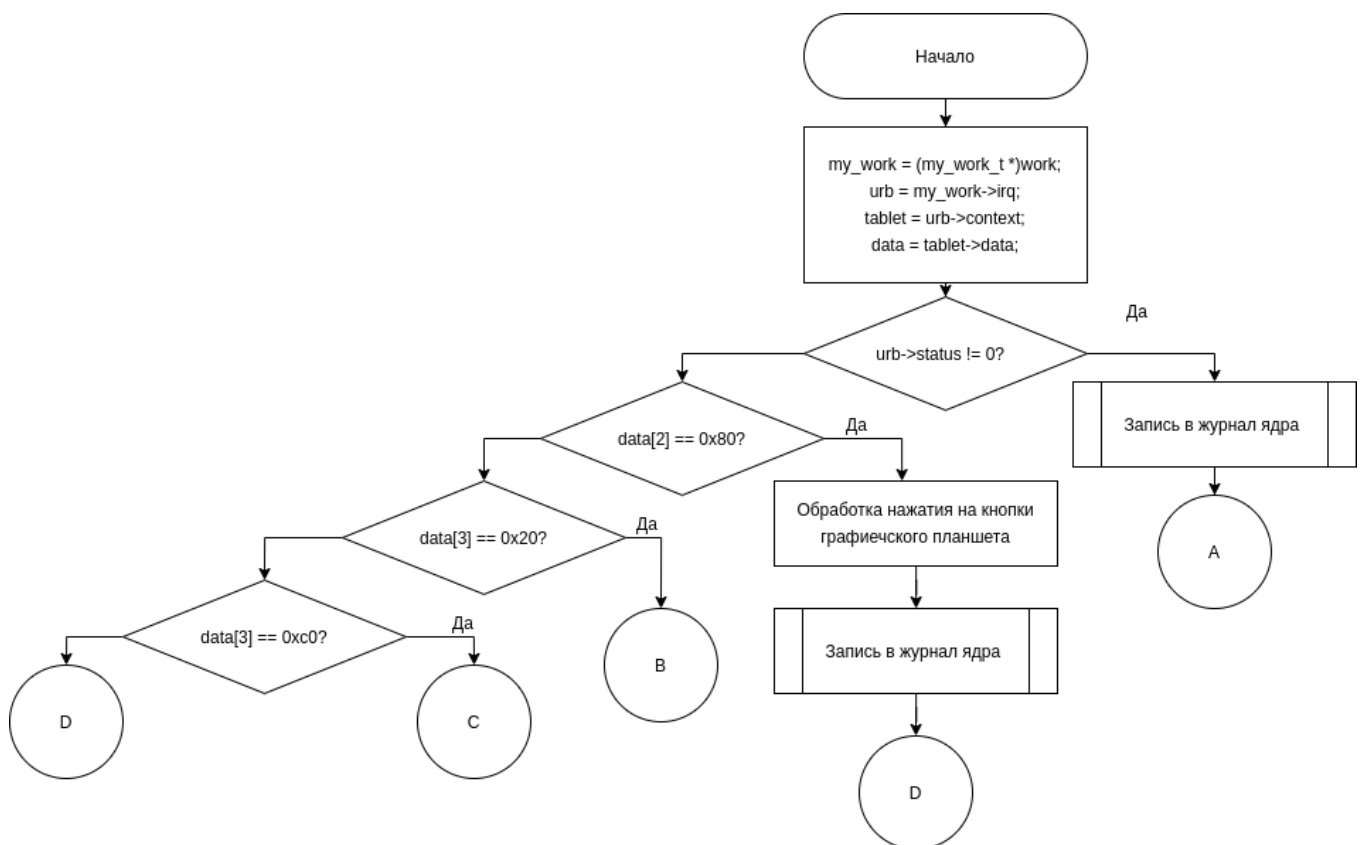 Начало
my_work = (my_work_t *)work;
urb = my_work->irq;
tablet = urb->context;
data = tablet->data;
Да
urb->status != 0?
Запись в журнал ядра
A
data[2] == 0x80?
Да
Обработка нажатия на кнопки
графиечского планшета
Запись в журнал ядра
D
data[3] == 0x20?
Да
B
data[3] == 0xc0?
Да
C
D